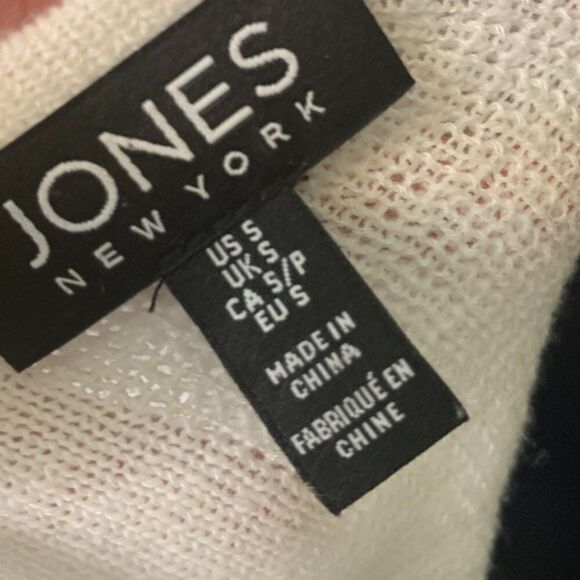 JONES
NEW YORK
US S
UK S
CA S/P
EU S
MADE IN
CHINA
FABRIQUÉ EN
CHINE